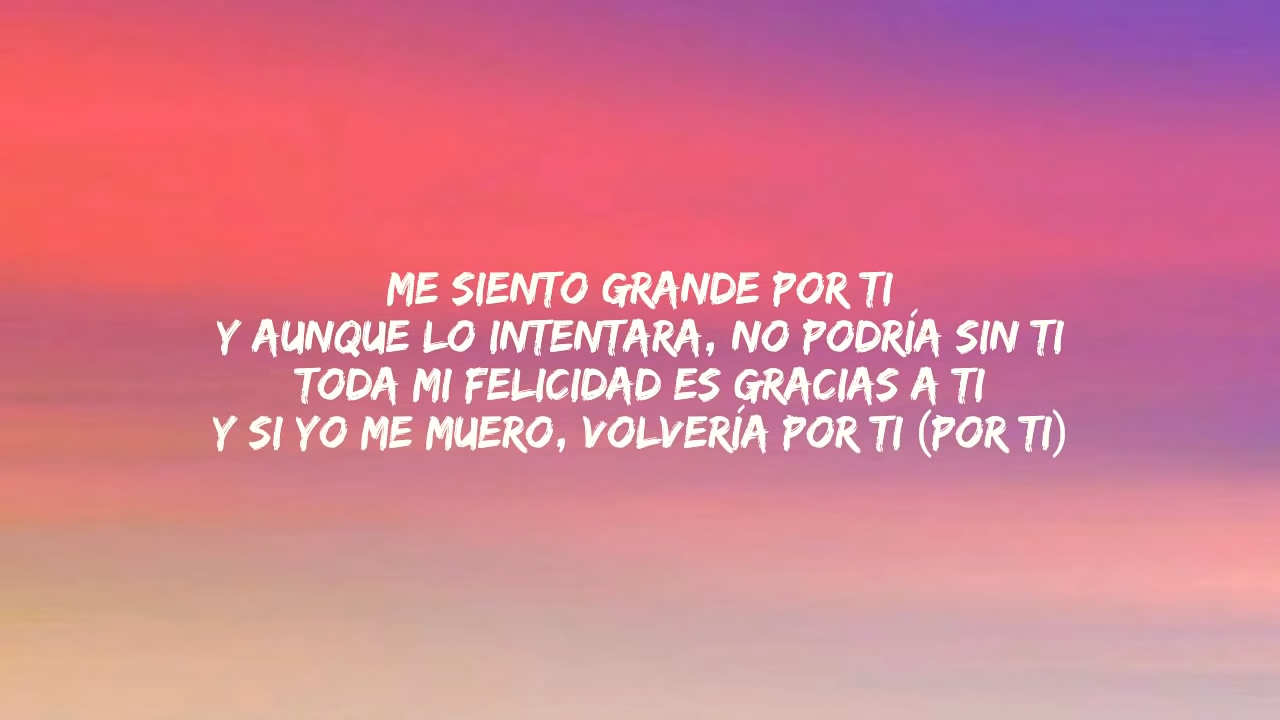 ME SIENTO GRANDE POR TI
Y AUNQUE LO INTENTARA, NO PODRÍA SIN TI
TODA MI FELICIDAD ES GRACIAS A TI
Y SI YO ME MUERO, VOLVERÍA POR TI (POR TI)